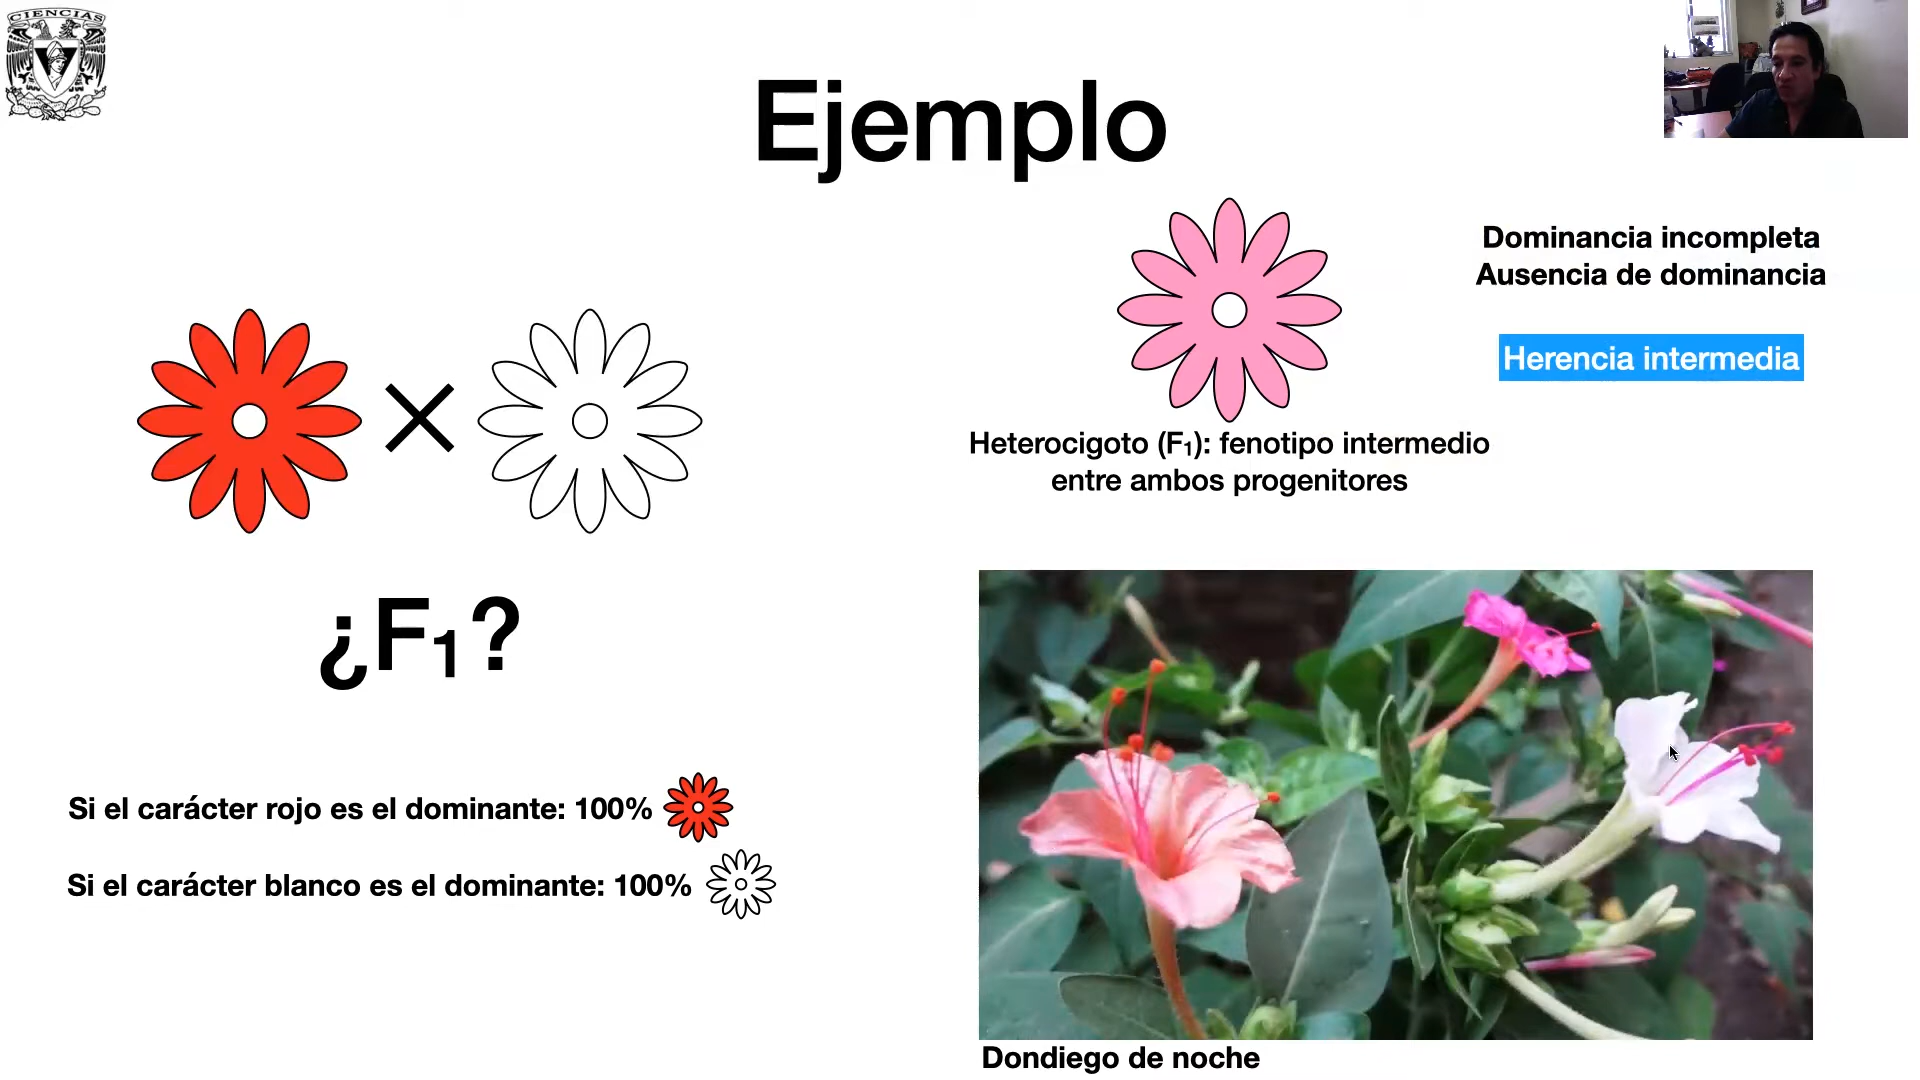 CIENCIAS
Ejemplo
Dominancia incompleta
Ausencia de dominancia
Herencia intermedia
Heterocigoto (F₁): fenotipo intermedio
entre ambos progenitores
¿F₁?
Si el carácter rojo es el dominante: 100%
Si el carácter blanco es el dominante: 100%
Dondiego de noche